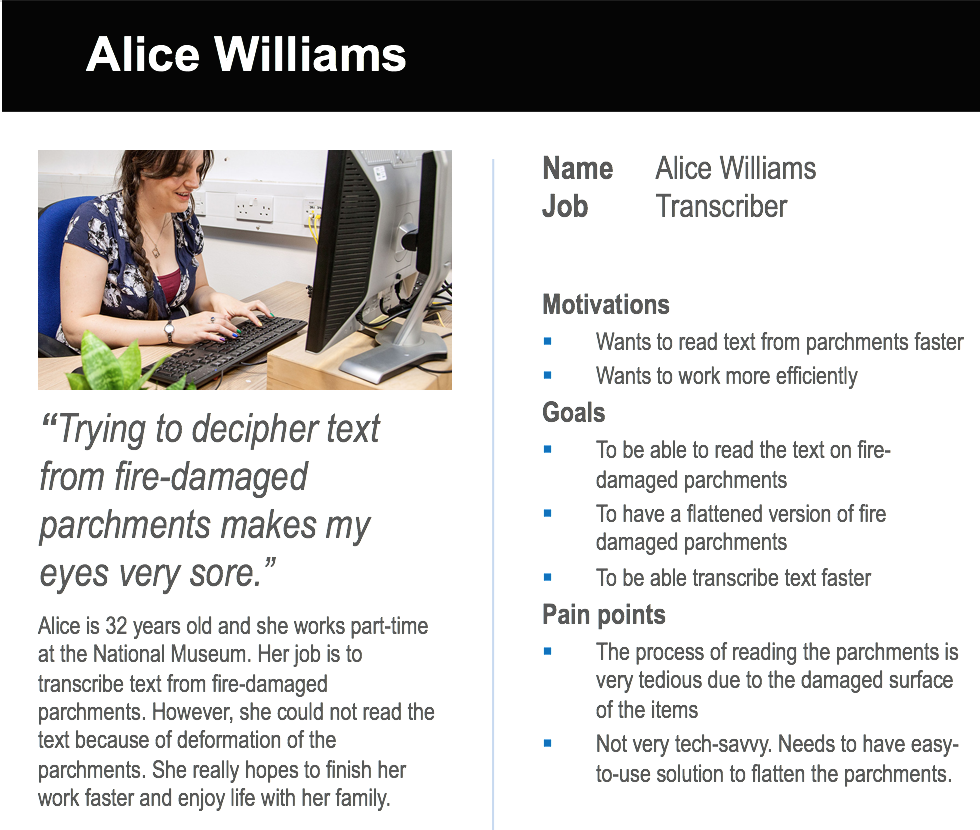 Alice Williams
“Trying to decipher text
from fire-damaged
parchments makes my
eyes very sore.”
Alice is 32 years old and she works part-time
at the National Museum. Her job is to
transcribe text from fire-damaged
parchments. However, she could not read the
text because of deformation of the
parchments. She really hopes to finish her
work faster and enjoy life with her family.
Name Alice Williams
Job Transcriber
Motivations
▪ Wants to read text from parchments faster
▪ Wants to work more efficiently
Goals
▪ To be able to read the text on fire-
damaged parchments
▪ To have a flattened version of fire
damaged parchments
▪ To be able transcribe text faster
Pain points
▪ The process of reading the parchments is
very tedious due to the damaged surface
of the items
▪ Not very tech-savvy. Needs to have easy-
to-use solution to flatten the parchments.